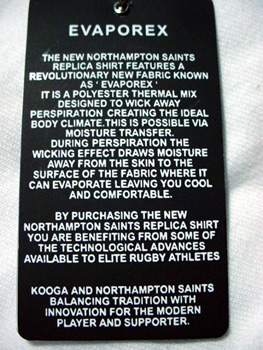 EVAPOREX
THE NEW NORTHAMPTON SAINTS
REPLICA SHIRT FEATURES A
REVOLUTIONARY NEW FABRIC KNOWN
AS ' EVAPOREX '
IT IS A POLYESTER THERMAL MIX
DESIGNED TO WICK AWAY
PERSPIRATION CREATING THE IDEAL
BODY CLIMATE.THIS IS POSSIBLE VIA
MOISTURE TRANSFER.
DURING PERSPIRATION THE
WICKING EFFECT DRAWS MOISTURE
AWAY FROM THE SKIN TO THE
SURFACE OF THE FABRIC WHERE IT
CAN EVAPORATE LEAVING YOU COOL
AND COMFORTABLE.
BY PURCHASING THE NEW
NORTHAMPTON SAINTS REPLICA SHIRT
YOU ARE BENEFITING FROM SOME OF
THE TECHNOLOGICAL ADVANCES
AVAILABLE TO ELITE RUGBY ATHLETES
KOOGA AND NORTHAMPTON SAINTS
BALANCING TRADITION WITH
INNOVATION FOR THE MODERN
PLAYER AND SUPPORTER.